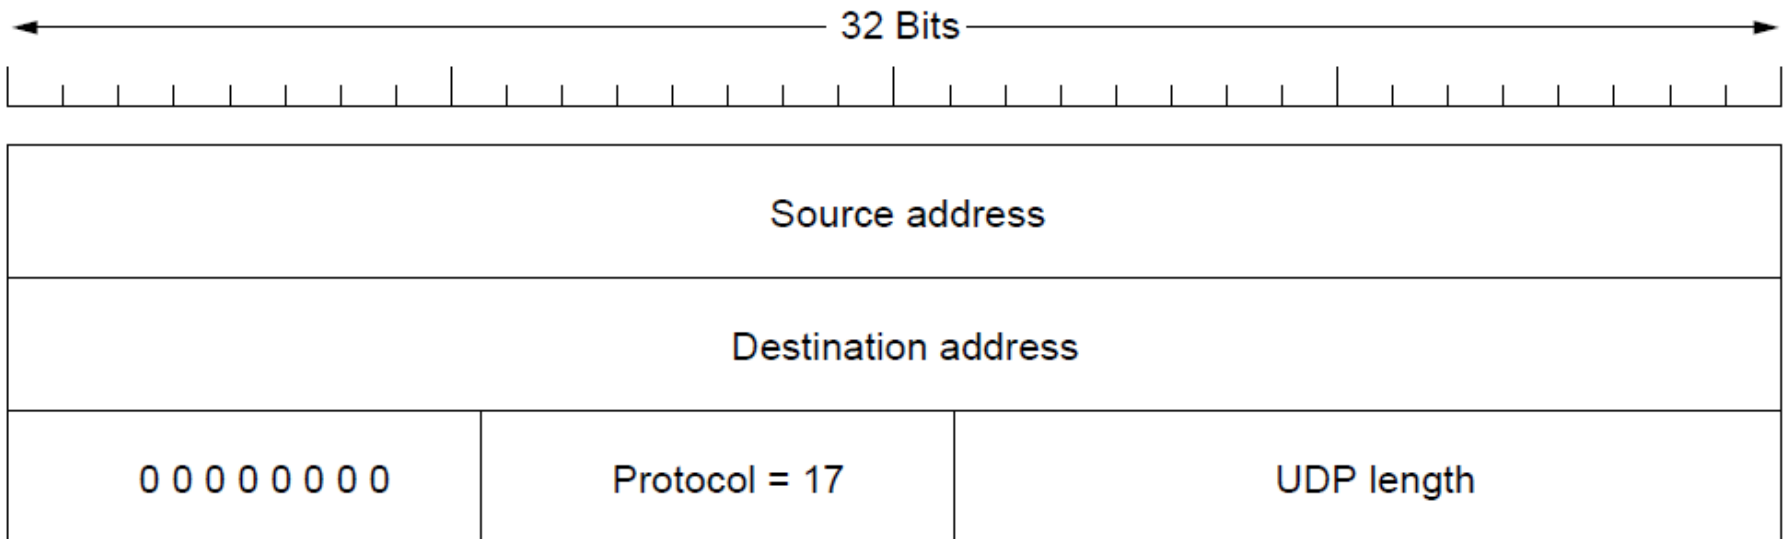 32 Bits
Source address
Destination address
0 0 0 0 0 0 0 0 Protocol = 17 UDP length